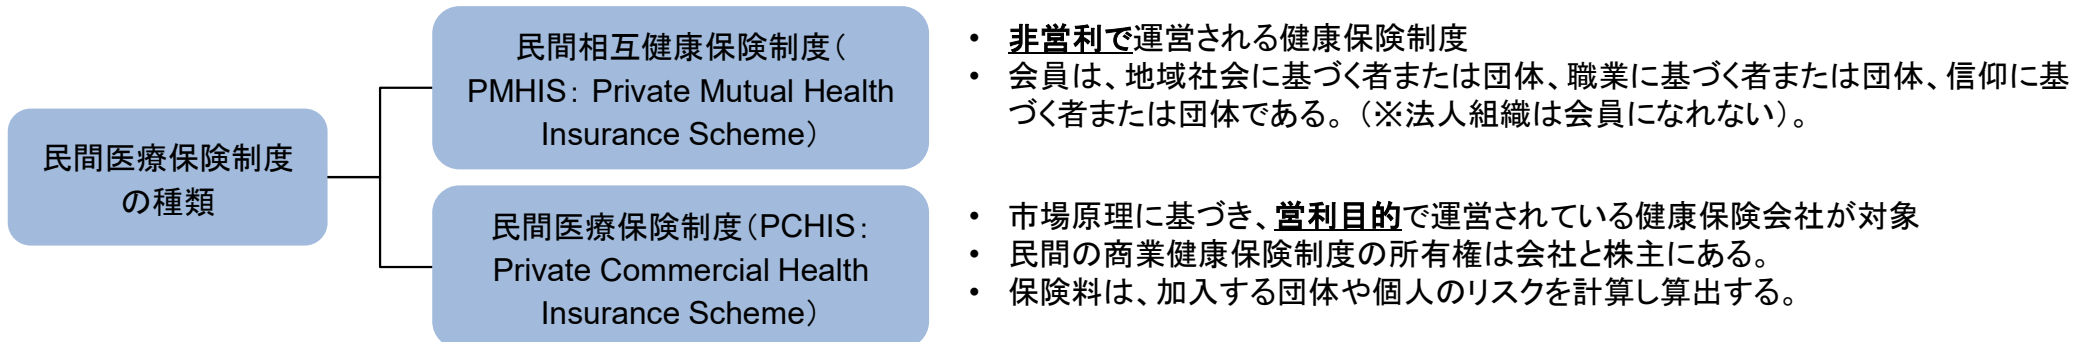 民間医療保険制度
の種類
民間相互健康保険制度(
PMHIS: Private Mutual Health
Insurance Scheme)
• 非営利で運営される健康保険制度
• 会員は、地域社会に基づく者または団体、職業に基づく者または団体、信仰に基
づく者または団体である。(※法人組織は会員になれない)。
民間医療保険制度(PCHIS:
Private Commercial Health
Insurance Scheme)
• 市場原理に基づき、営利目的で運営されている健康保険会社が対象
• 民間の商業健康保険制度の所有権は会社と株主にある。
• 保険料は、加入する団体や個人のリスクを計算し算出する。